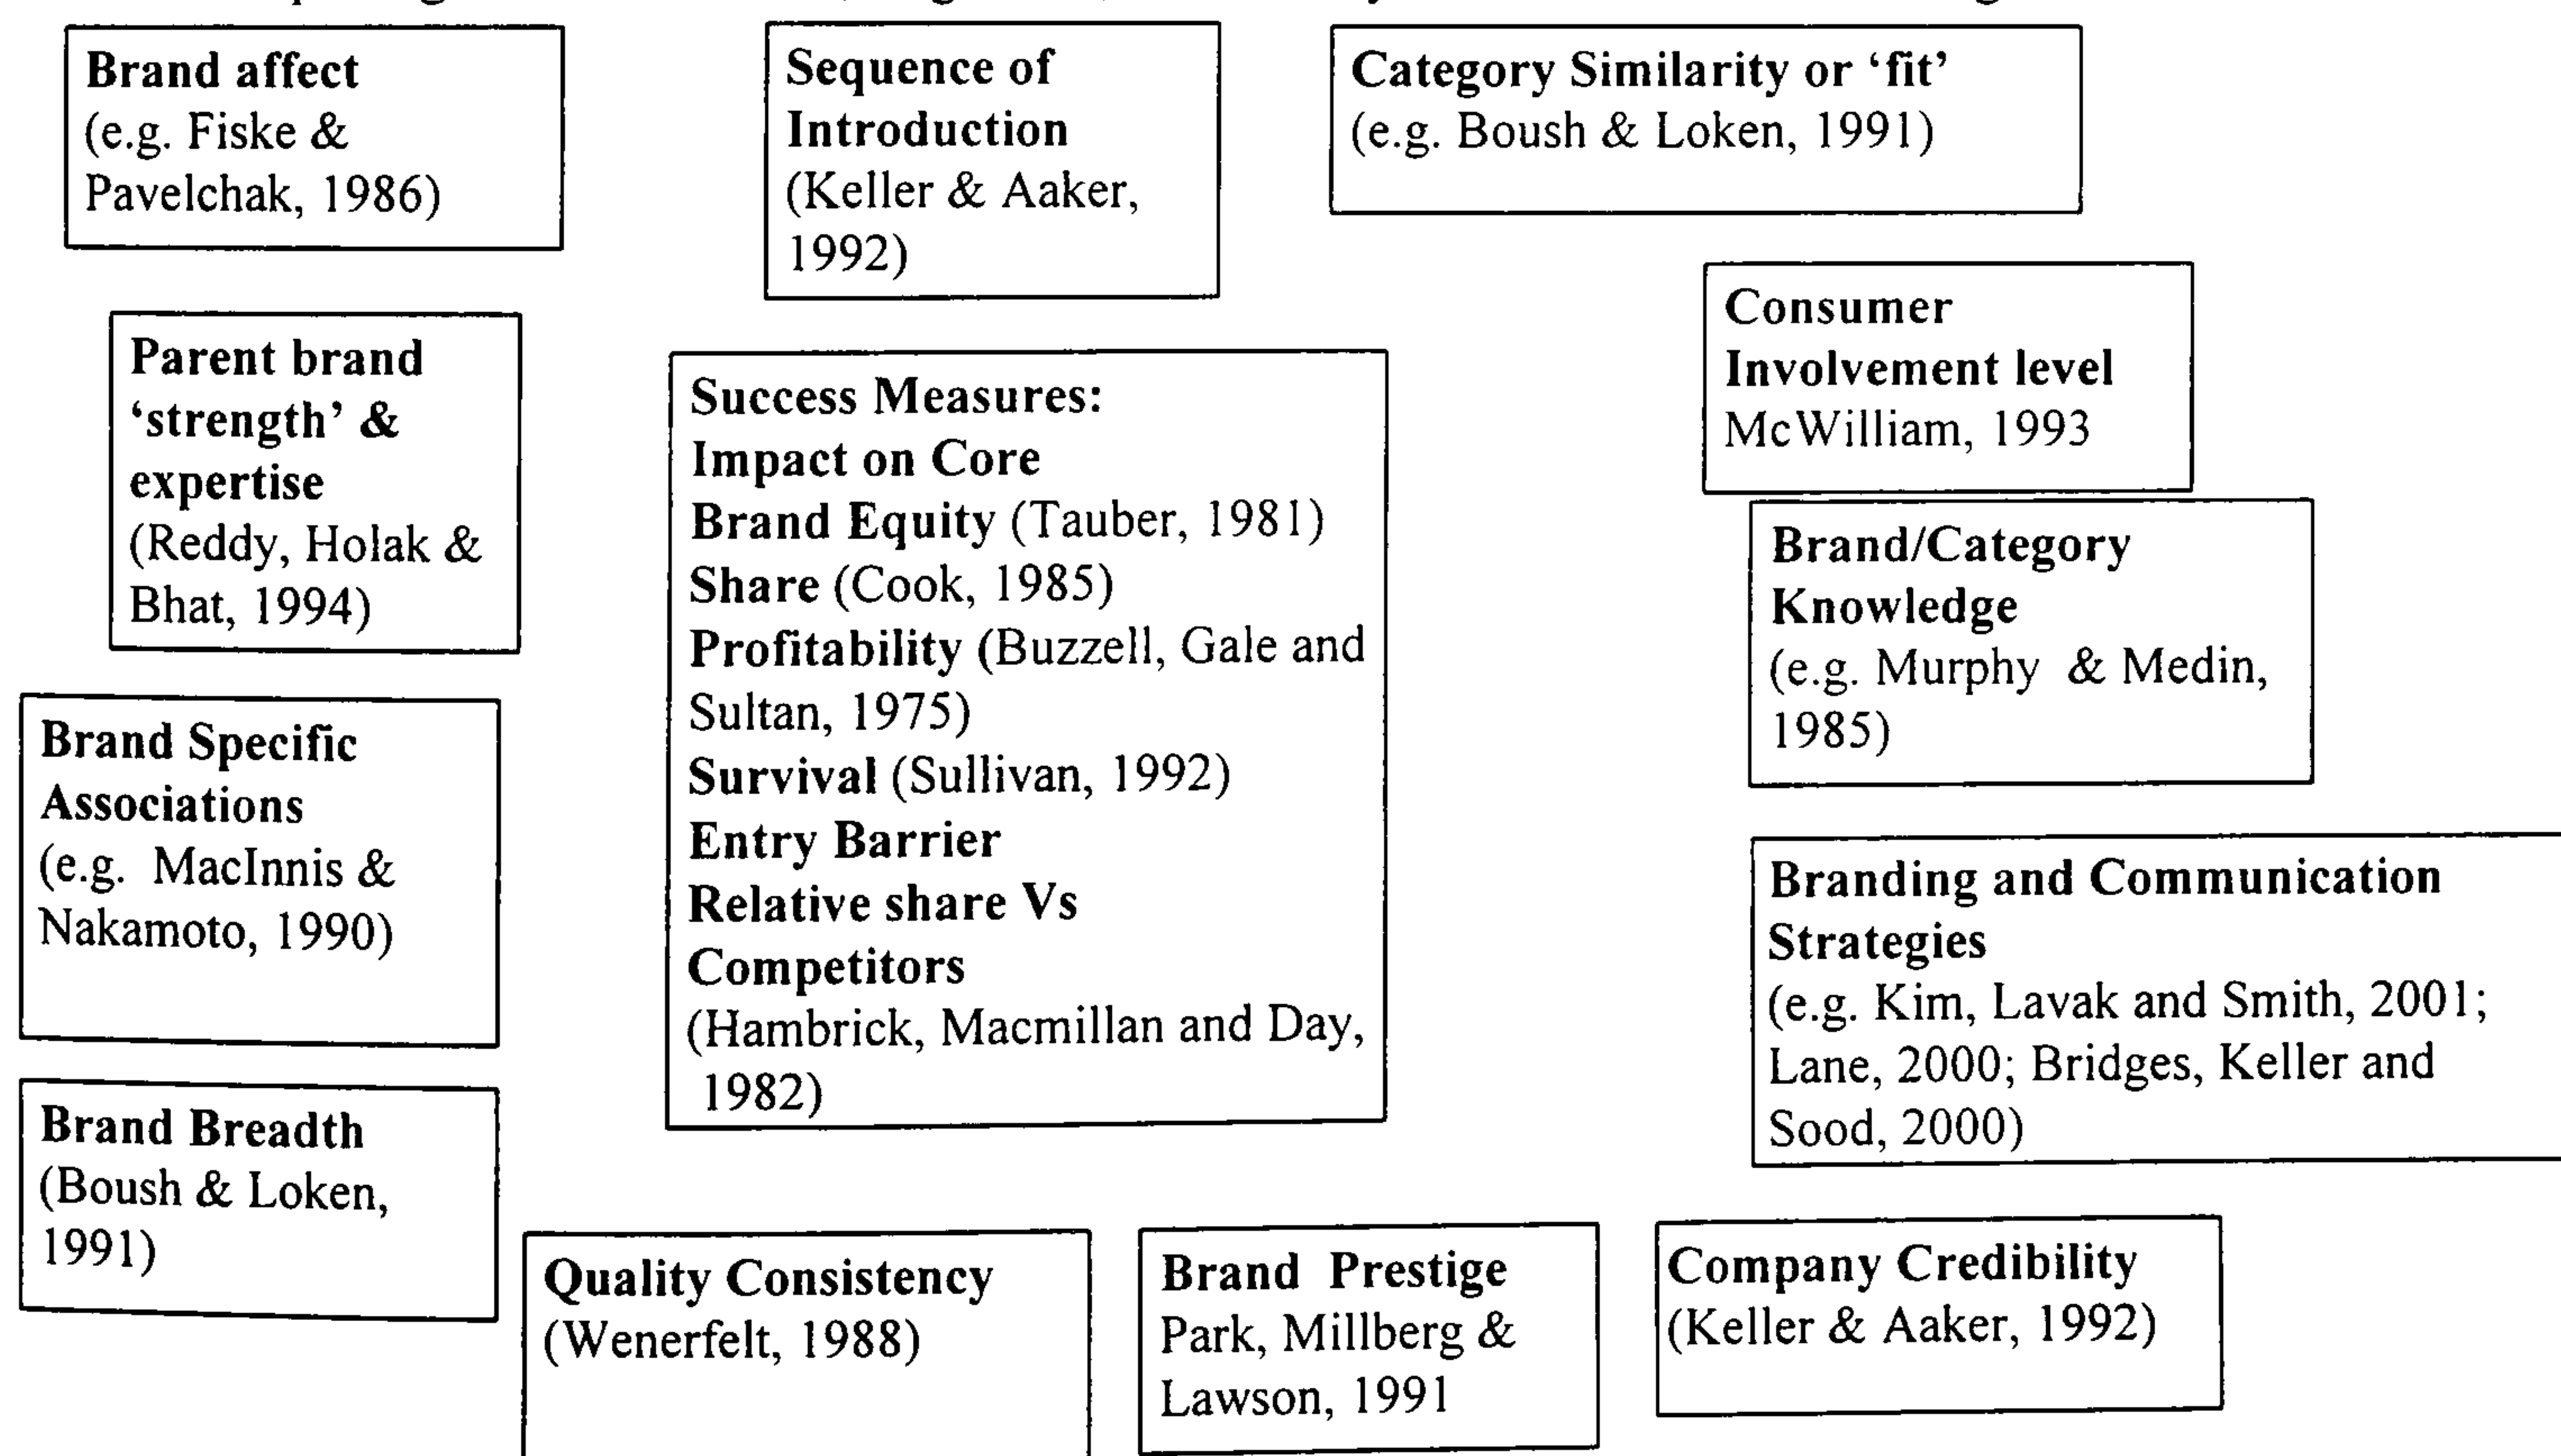 Brand affect
(e.g. Fiske &
Pavelchak, 1986)
Sequence of
Introduction
(Keller & Aaker,
1992)
Category Similarity or ‘fit’
(e.g. Boush & Loken, 1991)
Consumer
Involvement level
McWilliam, 1993
Parent brand
‘strength’ &
expertise
(Reddy, Holak &
Bhat, 1994)
Success Measures:
Impact on Core
Brand Equity (Tauber, 1981)
Share (Cook, 1985)
Profitability (Buzzell, Gale and
Sultan, 1975)
Survival (Sullivan, 1992)
Entry Barrier
Relative share Vs
Competitors
(Hambrick, Macmillan and Day,
1982)
Brand/Category
Knowledge
(e.g. Murphy & Medin,
1985)
Brand Specific
Associations
(e.g. MacInnis &
Nakamoto, 1990)
Branding and Communication
Strategies
(e.g. Kim, Lavak and Smith, 2001;
Lane, 2000; Bridges, Keller and
Sood, 2000)
Brand Breadth
(Boush & Loken,
1991)
Quality Consistency
(Wenerfelt, 1988)
Brand Prestige
Park, Millberg &
Lawson, 1991
Company Credibility
(Keller & Aaker, 1992)